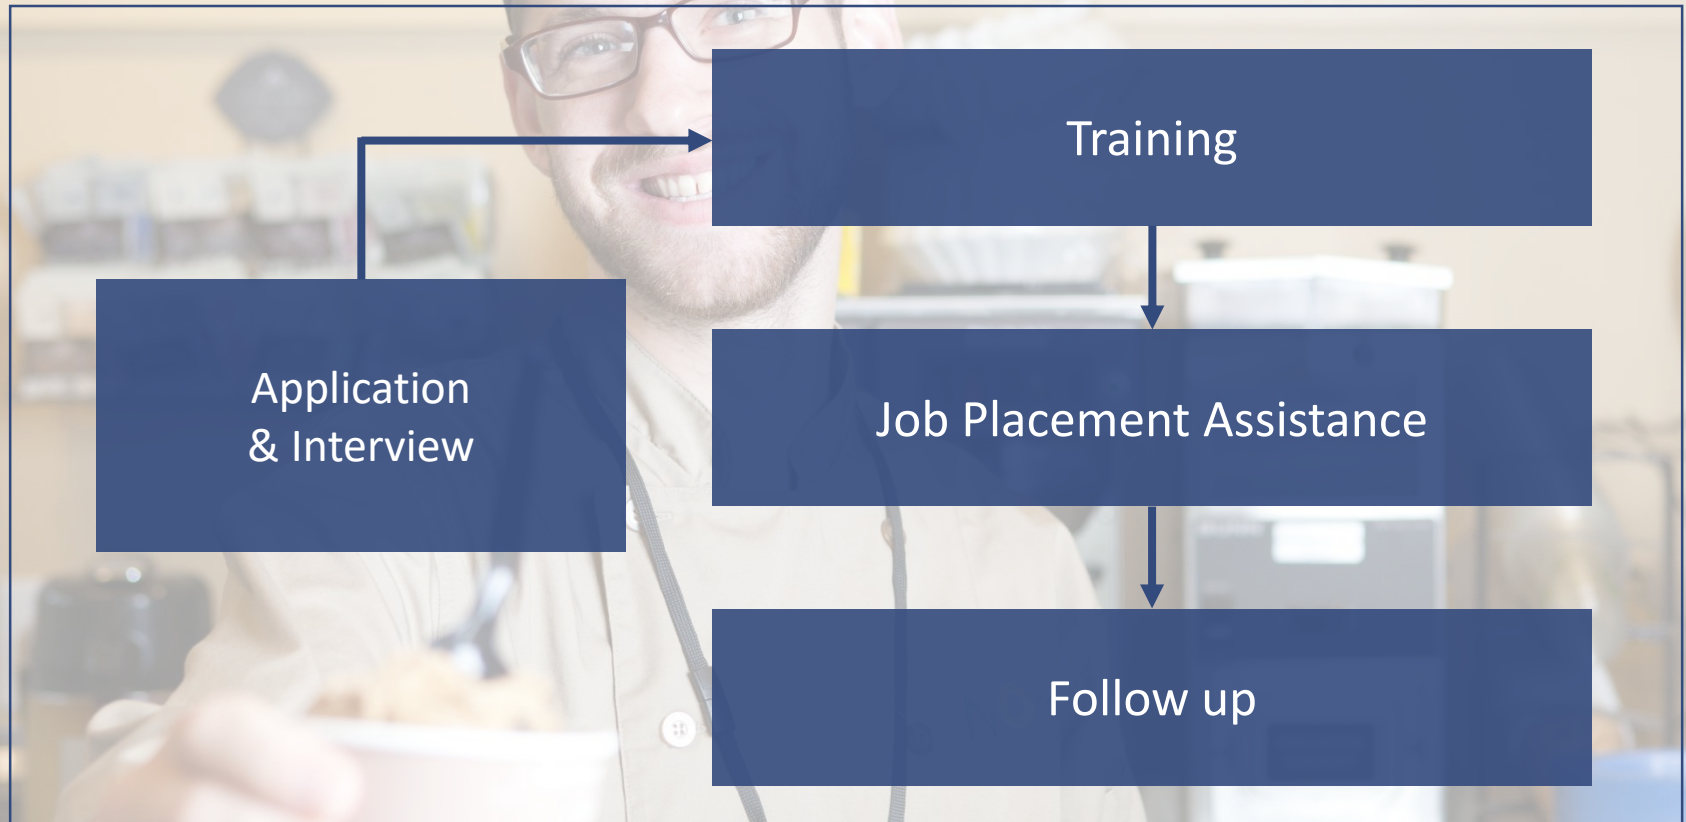 Application
& Interview
Training
Job Placement Assistance
Follow up